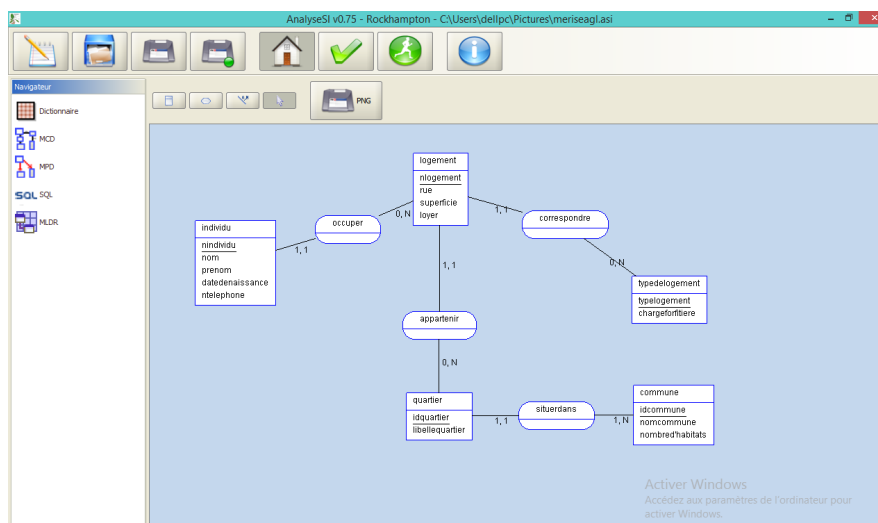 AnalyseSI v0.75 - Rockhampton - C:\Users\dellpc\Pictures\meriseagl.asi
Navigateur
Dictionnaire
MCD
MPD
SQL SQL
MLDR
PNG
logement
nlogement
rue
superficie
loyer
0, N
1, 1
occuper
correspondre
individu
nindividu
nom
prenom
datedenaissance
ntelephone
1, 1
1, 1
0, N
typedelogement
typelogement
chargeforfitiere
appartenir
0, N
quartier
idquartier
libellequartier
1, 1
situerdans
1, N
commune
idcommune
nomcommune
nombred'habitats
Activer Windows
Accédez aux paramètres de l'ordinateur pour
activer Windows.